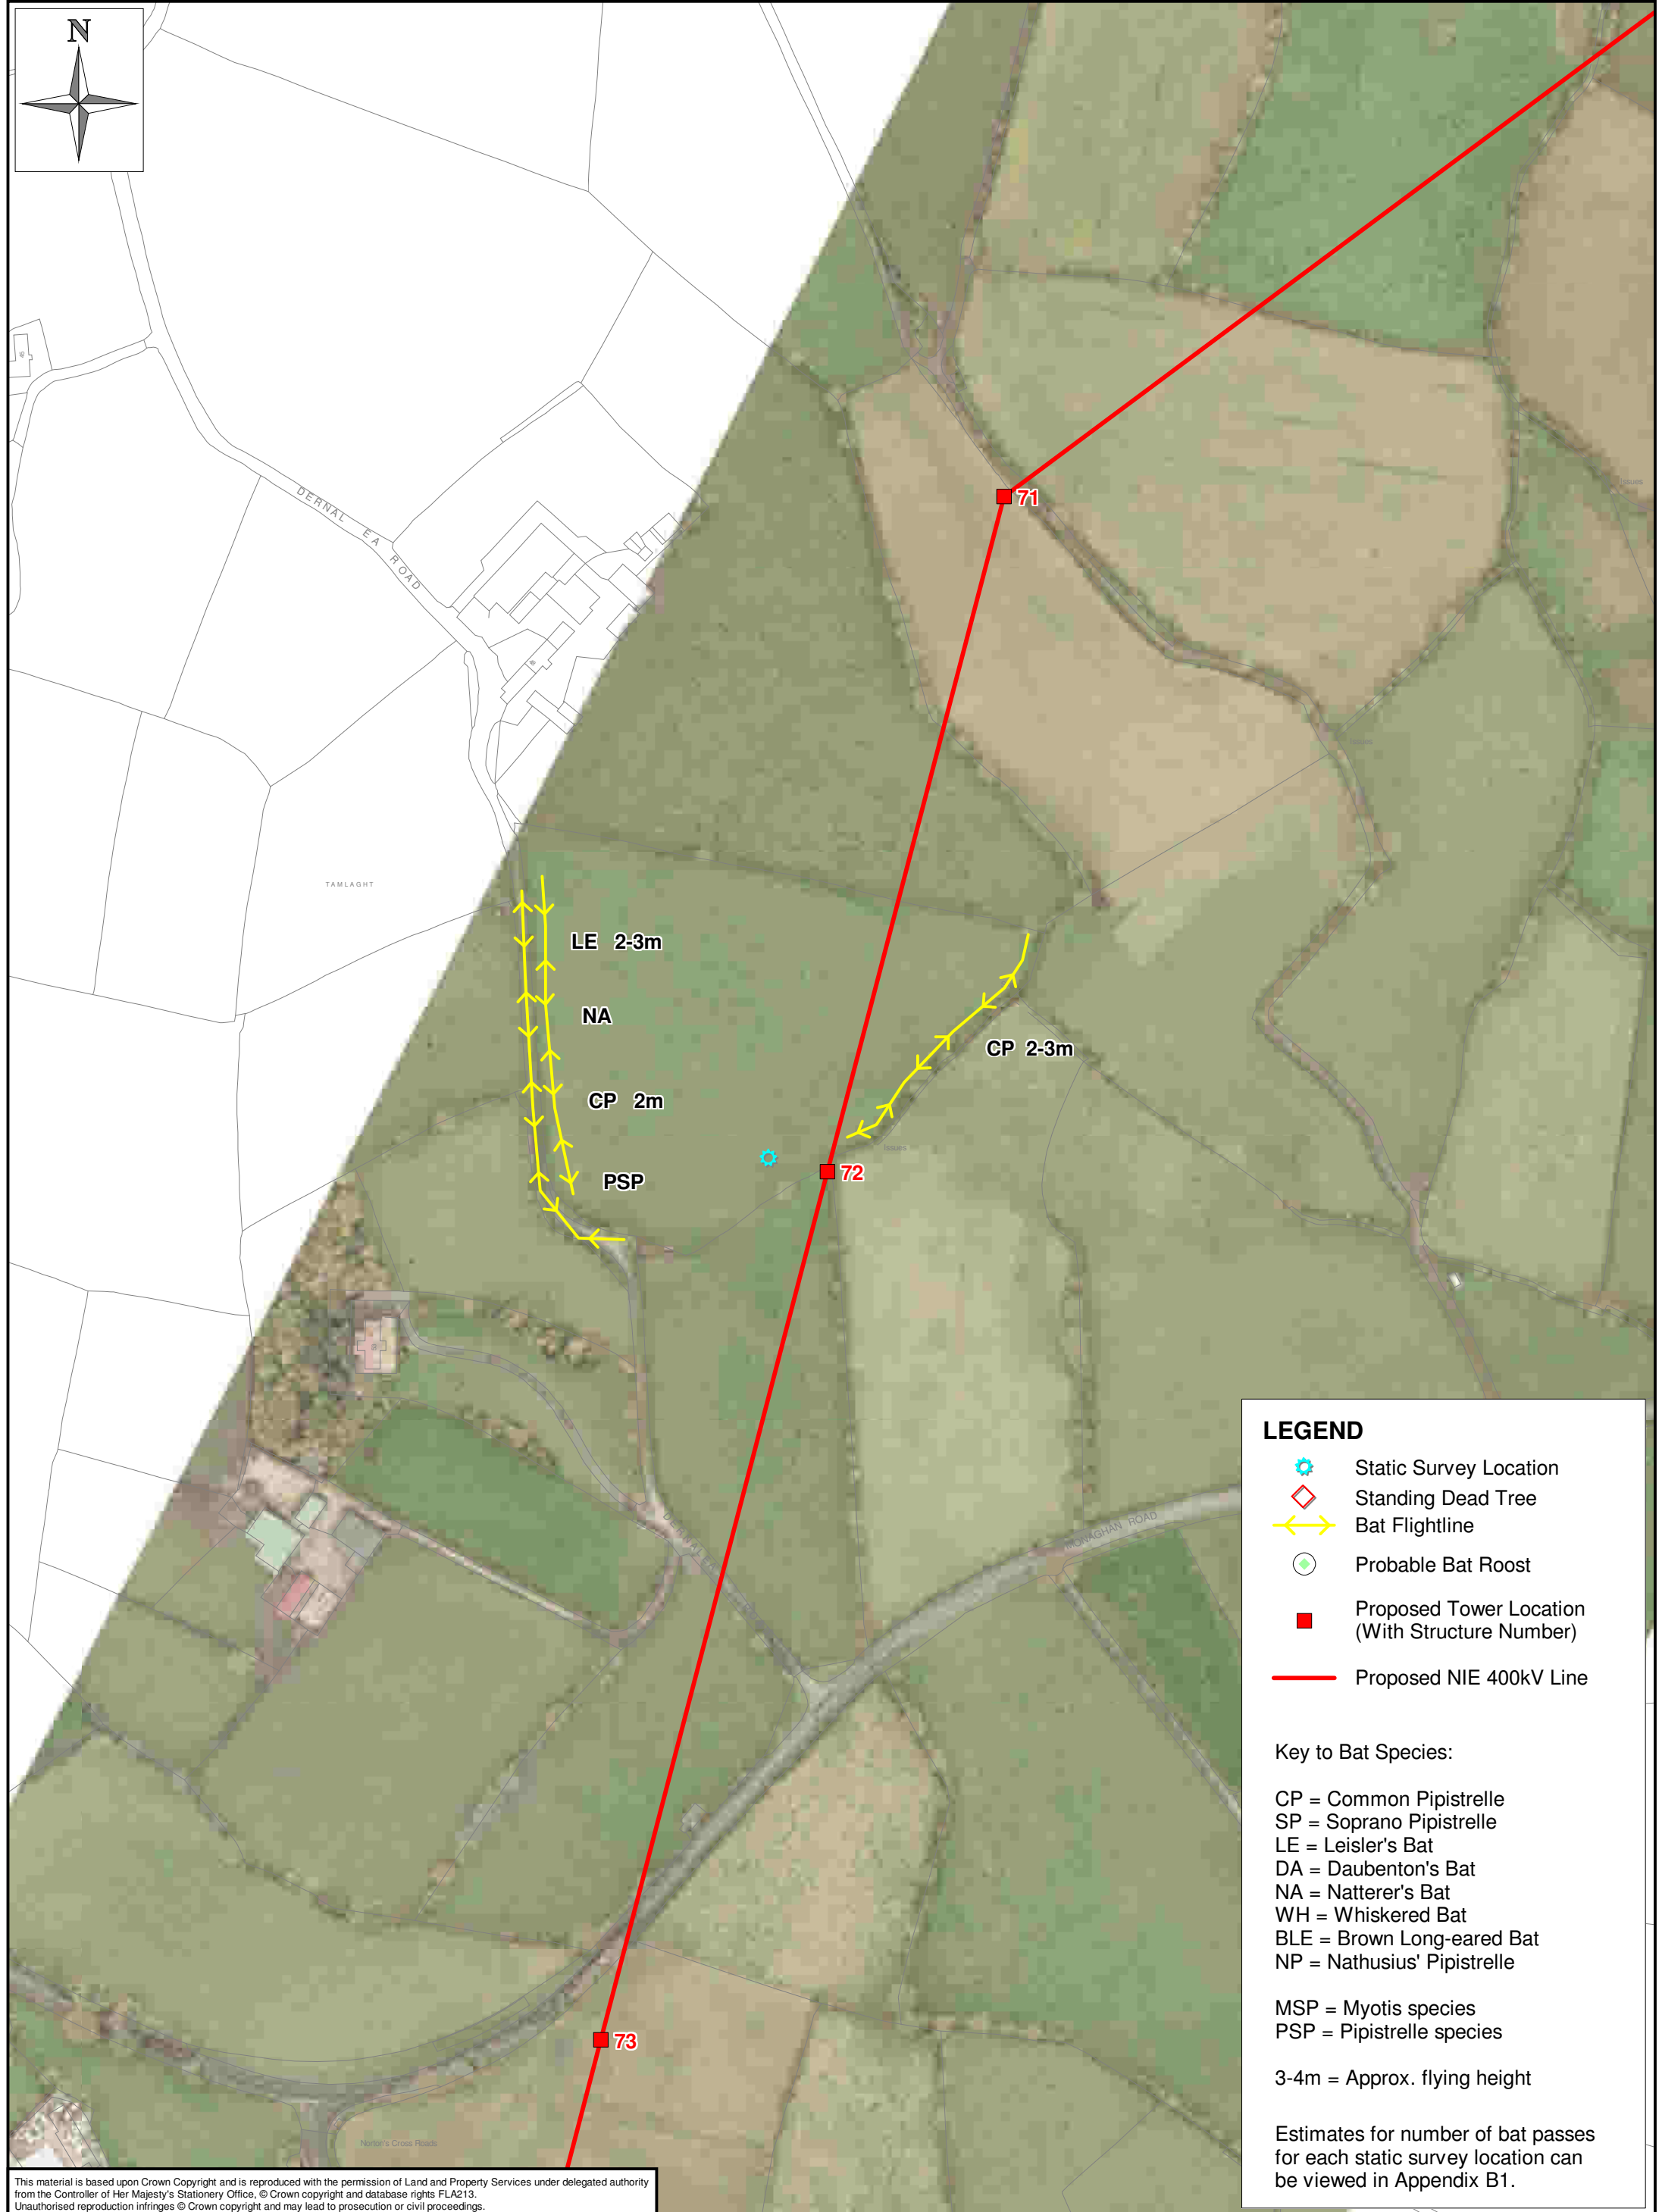 N
DERNAL EA ROAD
71
TAMLAGHT
LE 2-3m
NA
CP 2-3m
CP 2m
PSP
72
MONAGHAN ROAD
73
Norton's Cross Roads
LEGEND
Static Survey Location
Standing Dead Tree
Bat Flightline
Probable Bat Roost
Proposed Tower Location
(With Structure Number)
Proposed NIE 400kV Line
Key to Bat Species:
CP = Common Pipistrelle
SP = Soprano Pipistrelle
LE = Leisler's Bat
DA = Daubenton's Bat
NA = Natterer's Bat
WH = Whiskered Bat
BLE = Brown Long-eared Bat
NP = Nathusius' Pipistrelle
MSP = Myotis species
PSP = Pipistrelle species
3-4m = Approx. flying height
Estimates for number of bat passes
for each static survey location can
be viewed in Appendix B1.
This material is based upon Crown Copyright and is reproduced with the permission of Land and Property Services under delegated authority
from the Controller of Her Majesty's Stationery Office, © Crown copyright and database rights FLA213.
Unauthorised reproduction infringes © Crown copyright and may lead to prosecution or civil proceedings.